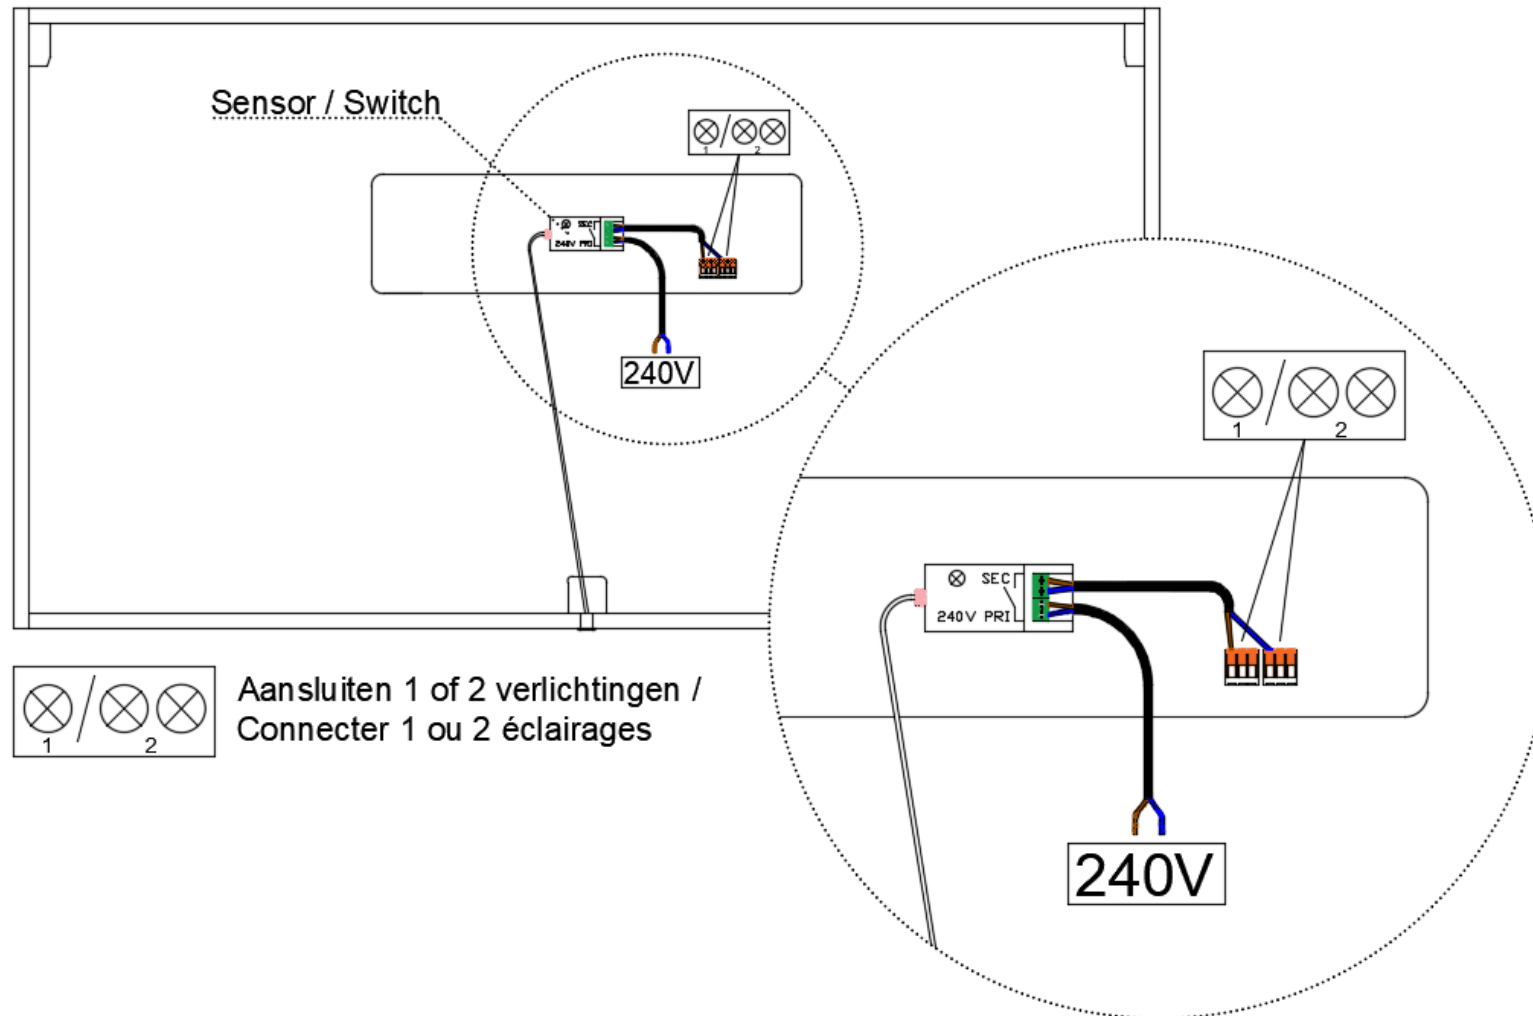 Sensor / Switch
1 2
SEC
240V PRI
240V
1 2
SEC
240V PRI
240V
1 2
Aansluiten 1 of 2 verlichtingen /
Connecter 1 ou 2 éclairages